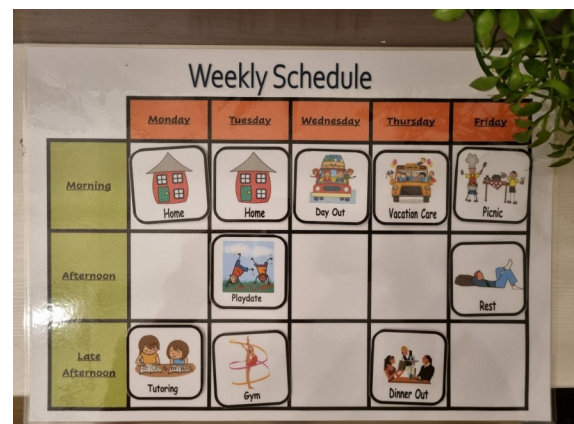 Weekly Schedule
Monday Tuesday Wednesday Thursday Friday
Morning
Home Home Day Out Vacation Care Picnic
Afternoon
Playdate Rest
Late
Afternoon
Tutoring Gym Dinner Out